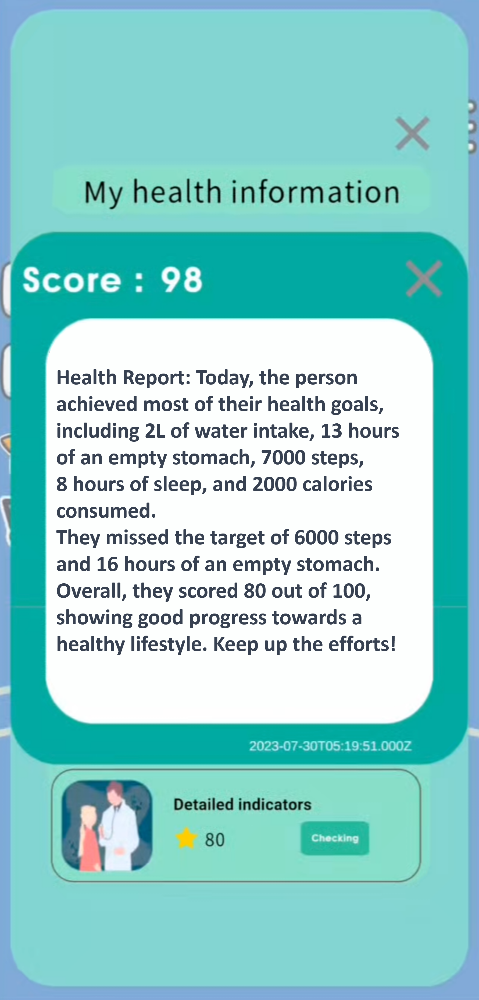 My health information
Score : 98
Health Report: Today, the person
achieved most of their health goals,
including 2L of water intake, 13 hours
of an empty stomach, 7000 steps,
8 hours of sleep, and 2000 calories
consumed.
They missed the target of 6000 steps
and 16 hours of an empty stomach.
Overall, they scored 80 out of 100,
showing good progress towards a
healthy lifestyle. Keep up the efforts!
2023-07-30T05:19:51.000Z
Detailed indicators
80
Checking